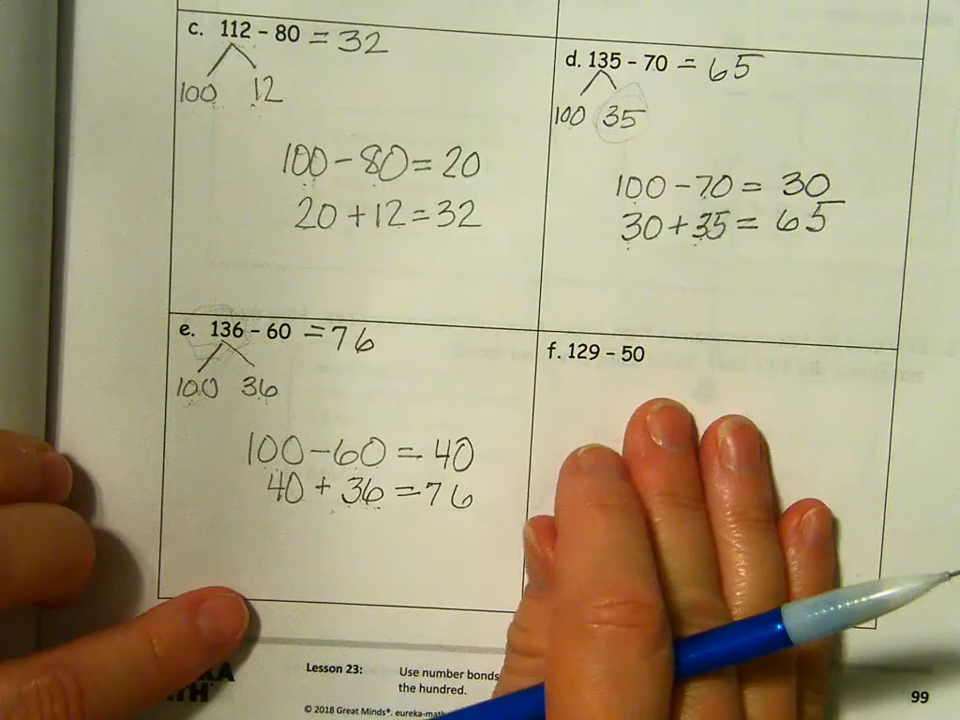 c. 112 - 80 = 32
100 12
100 - 80 = 20
20 + 12 = 32
d. 135 - 70 = 65
100 35
100 - 70 = 30
30 + 35 = 65
e. 136 - 60 = 76
100 36
100 - 60 = 40
40 + 36 = 76
f. 129 - 50
Lesson 23: Use number bonds
the hundred.
© 2018 Great Minds®. eureka-math
99